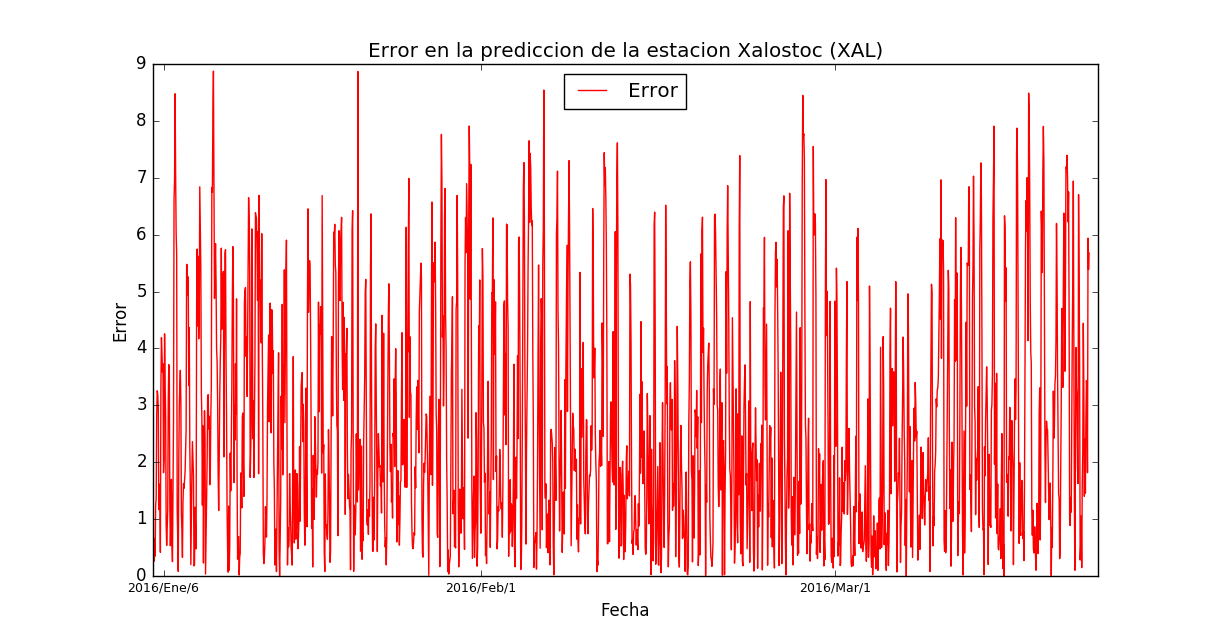 Error en la prediccion de la estacion Xalostoc (XAL)
Error
9
8
7
6
5
4
3
2
1
0
Error
2016/Ene/6
2016/Feb/1
2016/Mar/1
Fecha